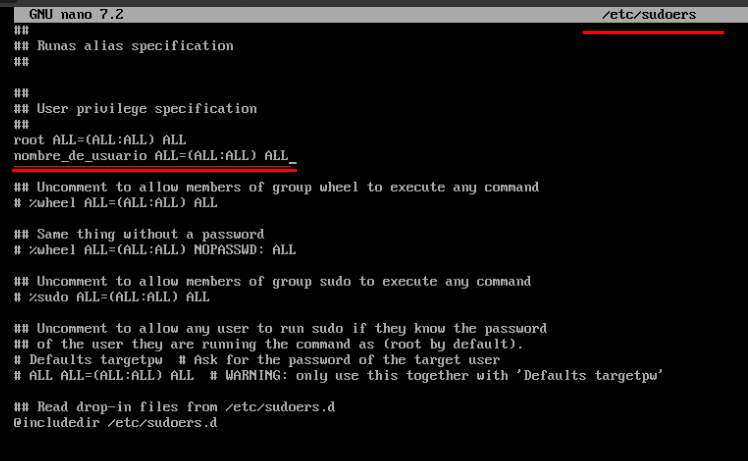 GNU nano 7.2 /etc/sudoers
##
## Runas alias specification
##
##
## User privilege specification
##
root ALL=(ALL:ALL) ALL
nombre_de_usuario ALL=(ALL:ALL) ALL_
## Uncomment to allow members of group wheel to execute any command
# %wheel ALL=(ALL:ALL) ALL
## Same thing without a password
# %wheel ALL=(ALL:ALL) NOPASSWD: ALL
## Uncomment to allow members of group sudo to execute any command
# %sudo ALL=(ALL:ALL) ALL
## Uncomment to allow any user to run sudo if they know the password
## of the user they are running the command as (root by default).
# Defaults targetpw  # Ask for the password of the target user
# ALL ALL=(ALL:ALL) ALL  # WARNING: only use this together with 'Defaults targetpw'
## Read drop-in files from /etc/sudoers.d
@includedir /etc/sudoers.d